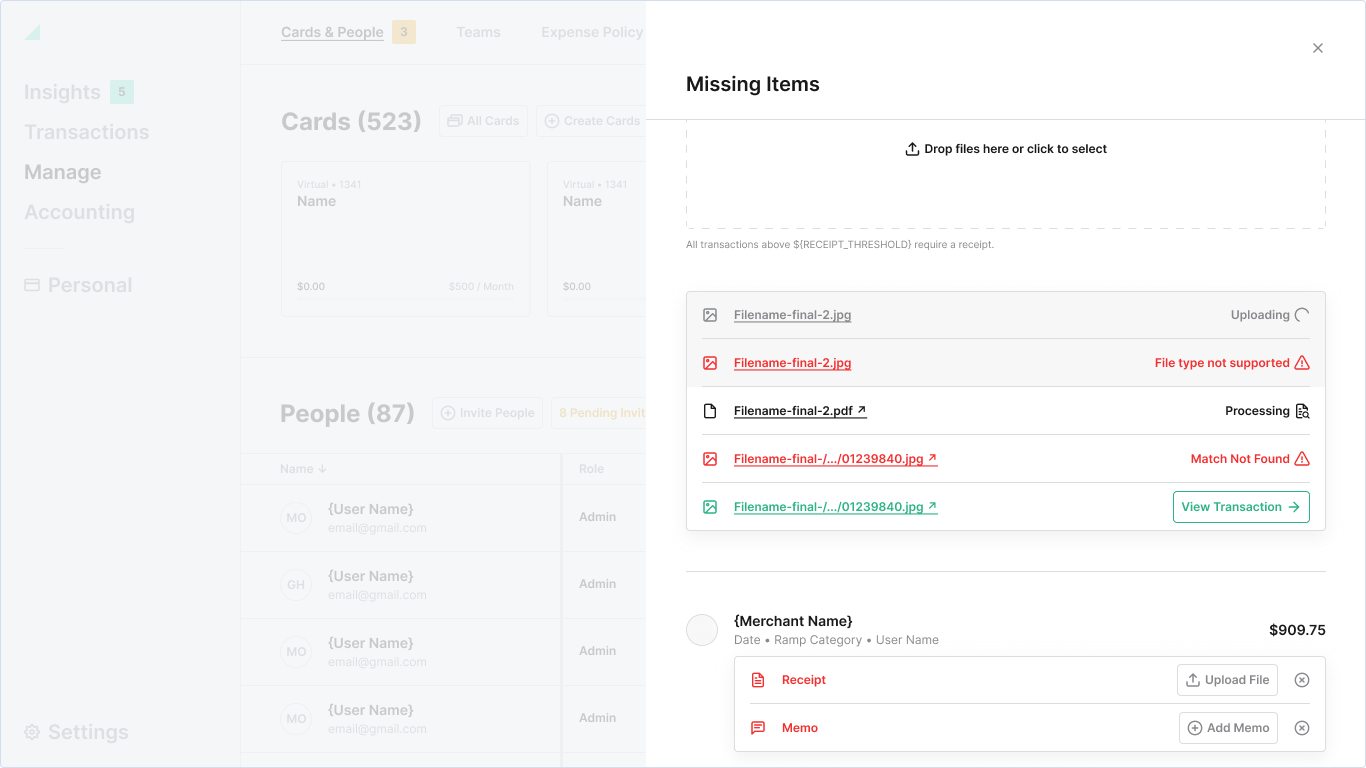 Insights 5
Transactions
Manage
Accounting
Personal
Settings
Cards & People 3 Teams Expense Policy
Cards (523) All Cards Create Cards
Virtual • 1341
Name
$0.00 $500 / Month
Virtual • 1341
Name
$0.00
People (87) Invite People 8 Pending Invit
Name ↓ Role
MO {User Name} Admin
email@gmail.com
GH {User Name} Admin
email@gmail.com
MO {User Name} Admin
email@gmail.com
MO {User Name} Admin
email@gmail.com
Missing Items
Drop files here or click to select
All transactions above ${RECEIPT_THRESHOLD} require a receipt.
Filename-final-2.jpg Uploading
Filename-final-2.jpg File type not supported
Filename-final-2.pdf ↗ Processing
Filename-final-/.../01239840.jpg ↗ Match Not Found
Filename-final-/.../01239840.jpg ↗ View Transaction →
{Merchant Name} $909.75
Date • Ramp Category • User Name
Receipt Upload File
Memo Add Memo